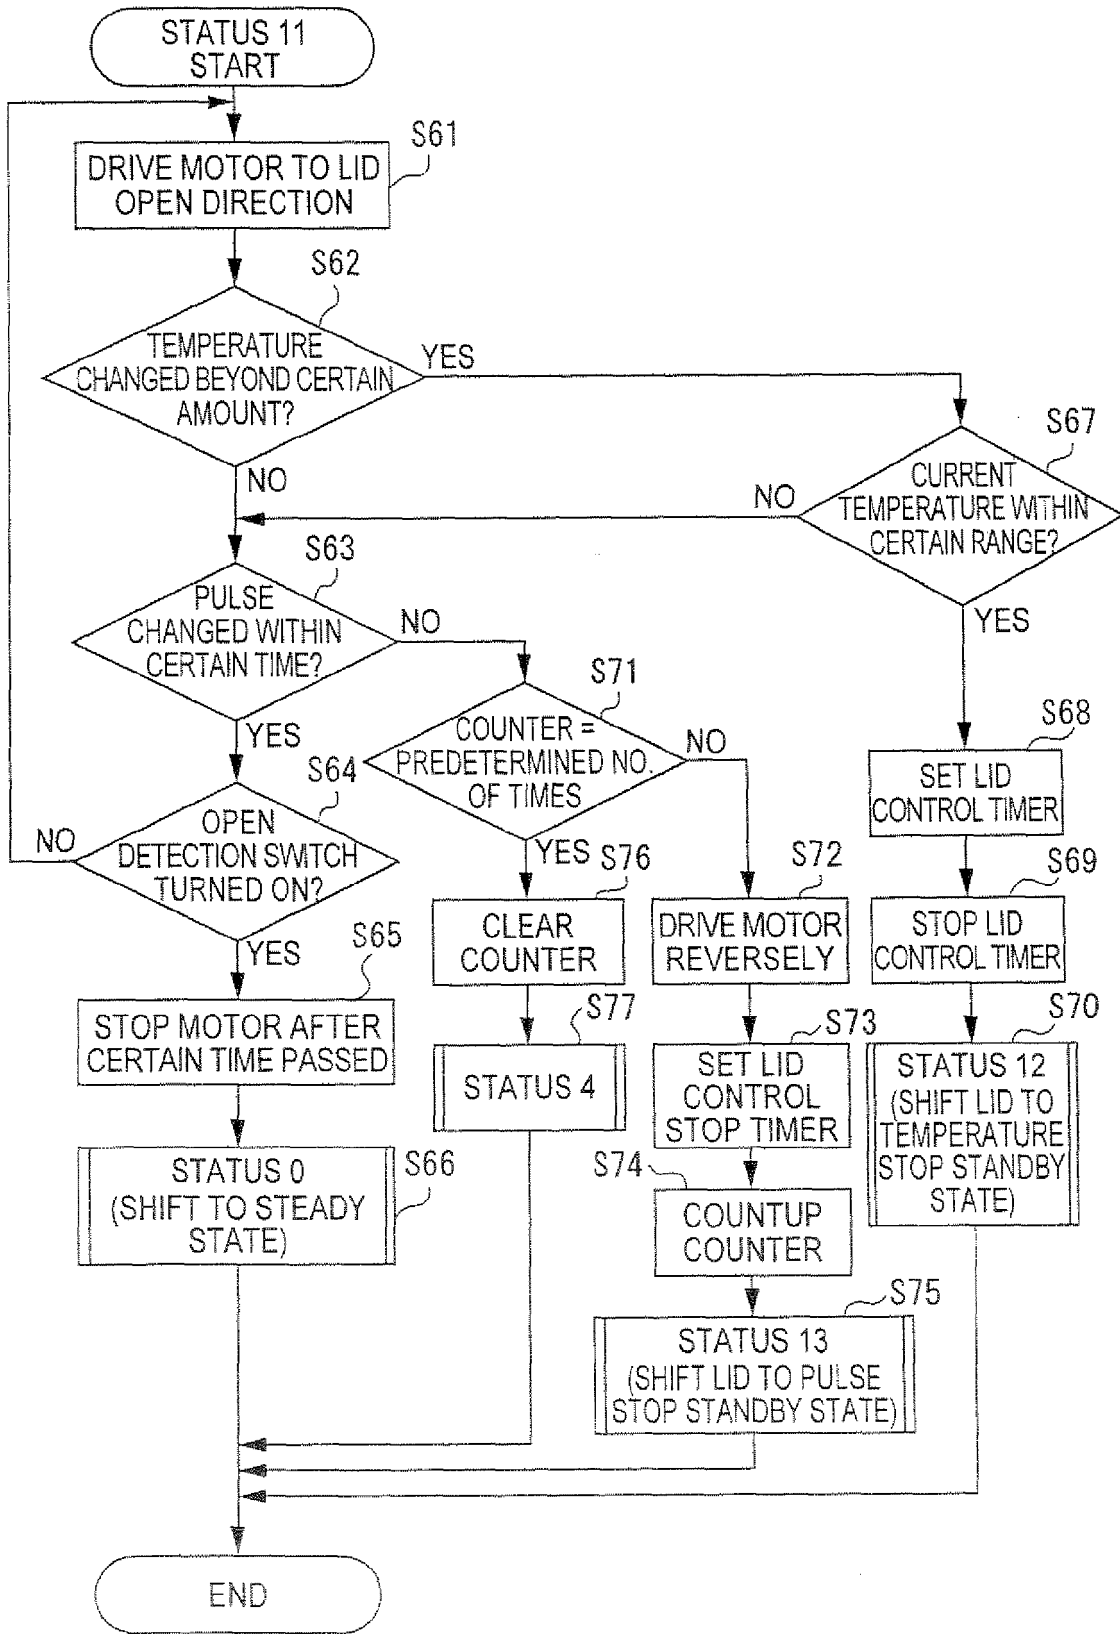 STATUS 11
START
S61
DRIVE MOTOR TO LID
OPEN DIRECTION
S62
TEMPERATURE
CHANGED BEYOND CERTAIN
AMOUNT?
YES
NO
S67
CURRENT
TEMPERATURE WITHIN
CERTAIN RANGE?
NO
YES
S63
PULSE
CHANGED WITHIN
CERTAIN TIME?
NO
YES
S71
COUNTER =
PREDETERMINED NO.
OF TIMES
NO
YES
S64
OPEN
DETECTION SWITCH
TURNED ON?
NO
YES
S68
SET LID
CONTROL TIMER
S69
STOP LID
CONTROL TIMER
S70
STATUS 12
(SHIFT LID TO
TEMPERATURE
STOP STANDBY
STATE)
S76
CLEAR
COUNTER
S77
STATUS 4
S72
DRIVE MOTOR
REVERSELY
S73
SET LID
CONTROL
STOP TIMER
S74
COUNTUP
COUNTER
S75
STATUS 13
(SHIFT LID TO PULSE
STOP STANDBY STATE)
S65
STOP MOTOR AFTER
CERTAIN TIME PASSED
S66
STATUS 0
(SHIFT TO STEADY
STATE)
END